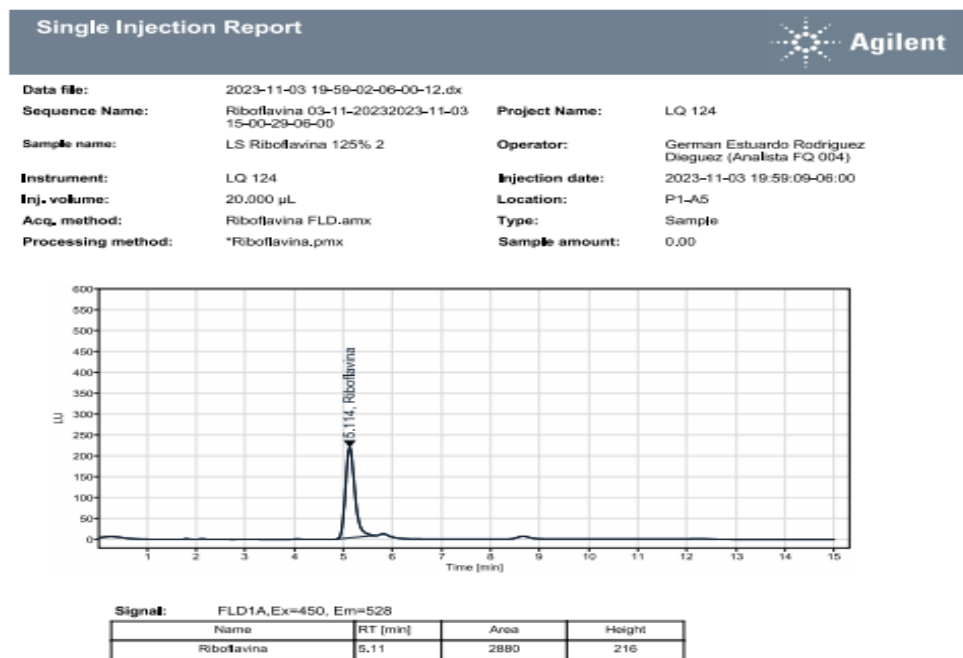 Single Injection Report
Agilent
Data file: 2023-11-03 19-59-02-06-00-12.dx
Sequence Name: Riboflavina 03-11-20232023-11-03 Project Name: LQ 124
15-00-29-06-00
Sample name: LS Riboflavina 125% 2 Operator: German Estuardo Rodriguez
Dieguez (Analista FQ 004)
Instrument: LQ 124 Injection date: 2023-11-03 19:59:09-06:00
Inj. volume: 20.000 µL Location: P1-A5
Acq. method: Riboflavina FLD.amx Type: Sample
Processing method: *Riboflavina.pmx Sample amount: 0.00
600
550
500
450
400
350
300
250
200
150
100
50
0
LU
5.114, Riboflavina
1 2 3 4 5 6 7 8 9 10 11 12 13 14 15
Time [min]
Signal: FLD1A,Ex=450, Em=528
Name RT [min] Area Height
Riboflavina 5.11 2880 216